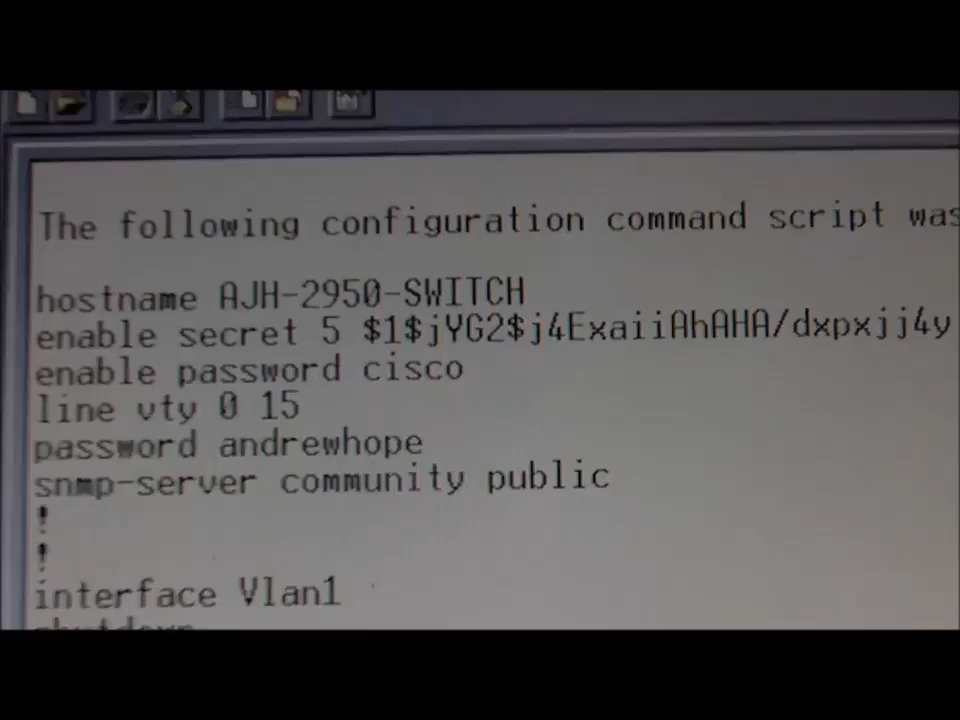 The following configuration command script was
hostname AJH-2950-SWITCH
enable secret 5 $1$jYG2$j4ExaiiAhAHA/dxpxjj4y
enable password cisco
line vty 0 15
password andrewhope
snmp-server community public
!
!
interface Vlan1
shutdown